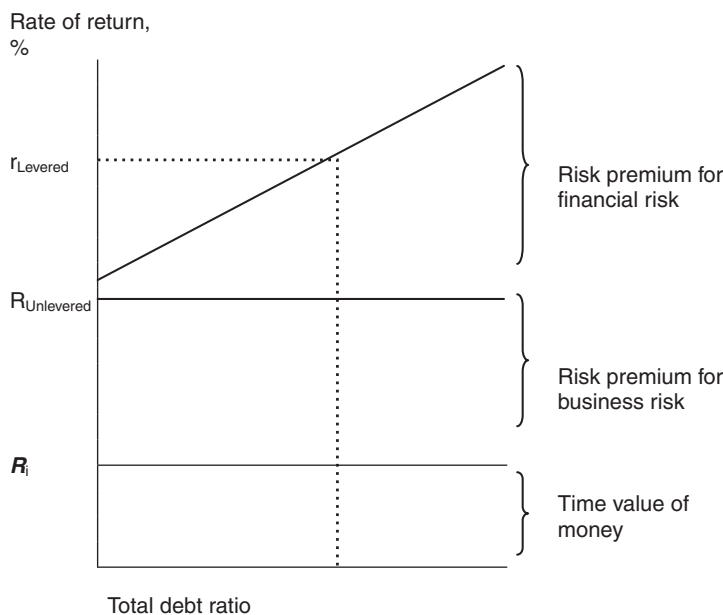 Rate of return,
%
rLevered
Risk premium for
financial risk
RUnlevered
Risk premium for
business risk
Ri
Time value of
money
Total debt ratio